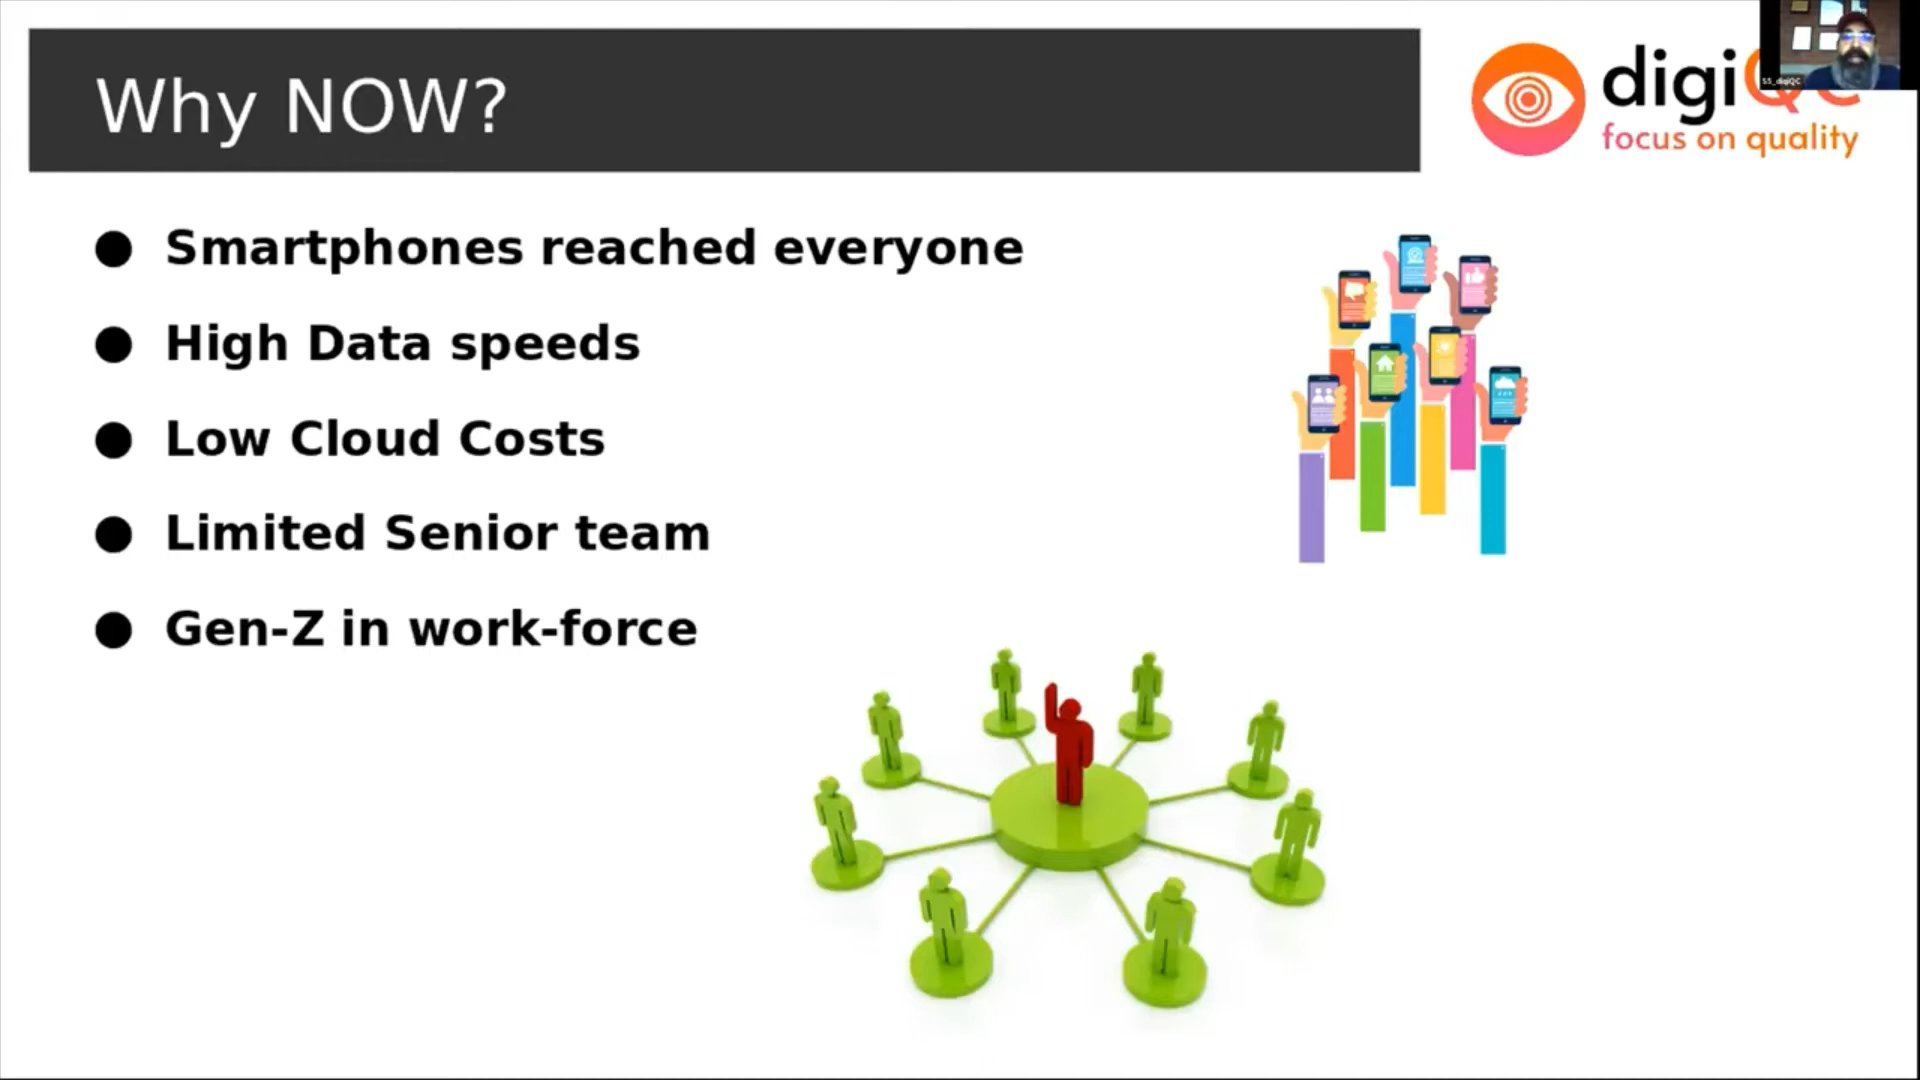 Why NOW?
digiQC
focus on quality
SS_digiQC
● Smartphones reached everyone
● High Data speeds
● Low Cloud Costs
● Limited Senior team
● Gen-Z in work-force